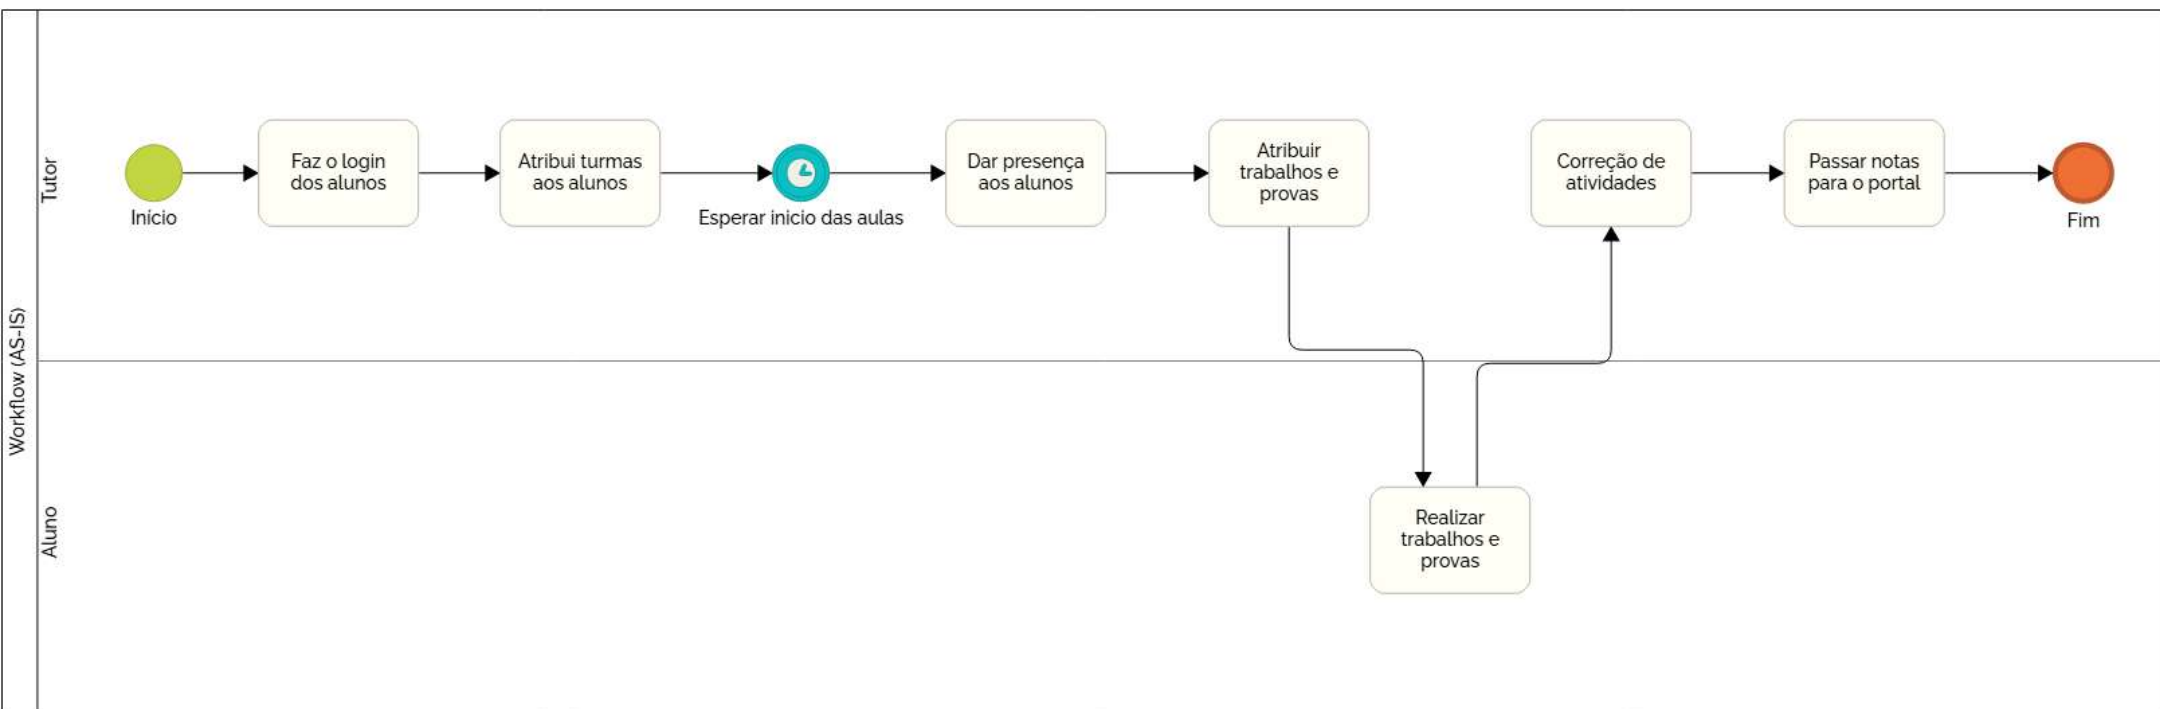 Workflow (AS-IS)
Tutor
Início
Faz o login
dos alunos
Atribui turmas
aos alunos
Esperar inicio das aulas
Dar presença
aos alunos
Atribuir
trabalhos e
provas
Correção de
atividades
Passar notas
para o portal
Fim
Aluno
Realizar
trabalhos e
provas